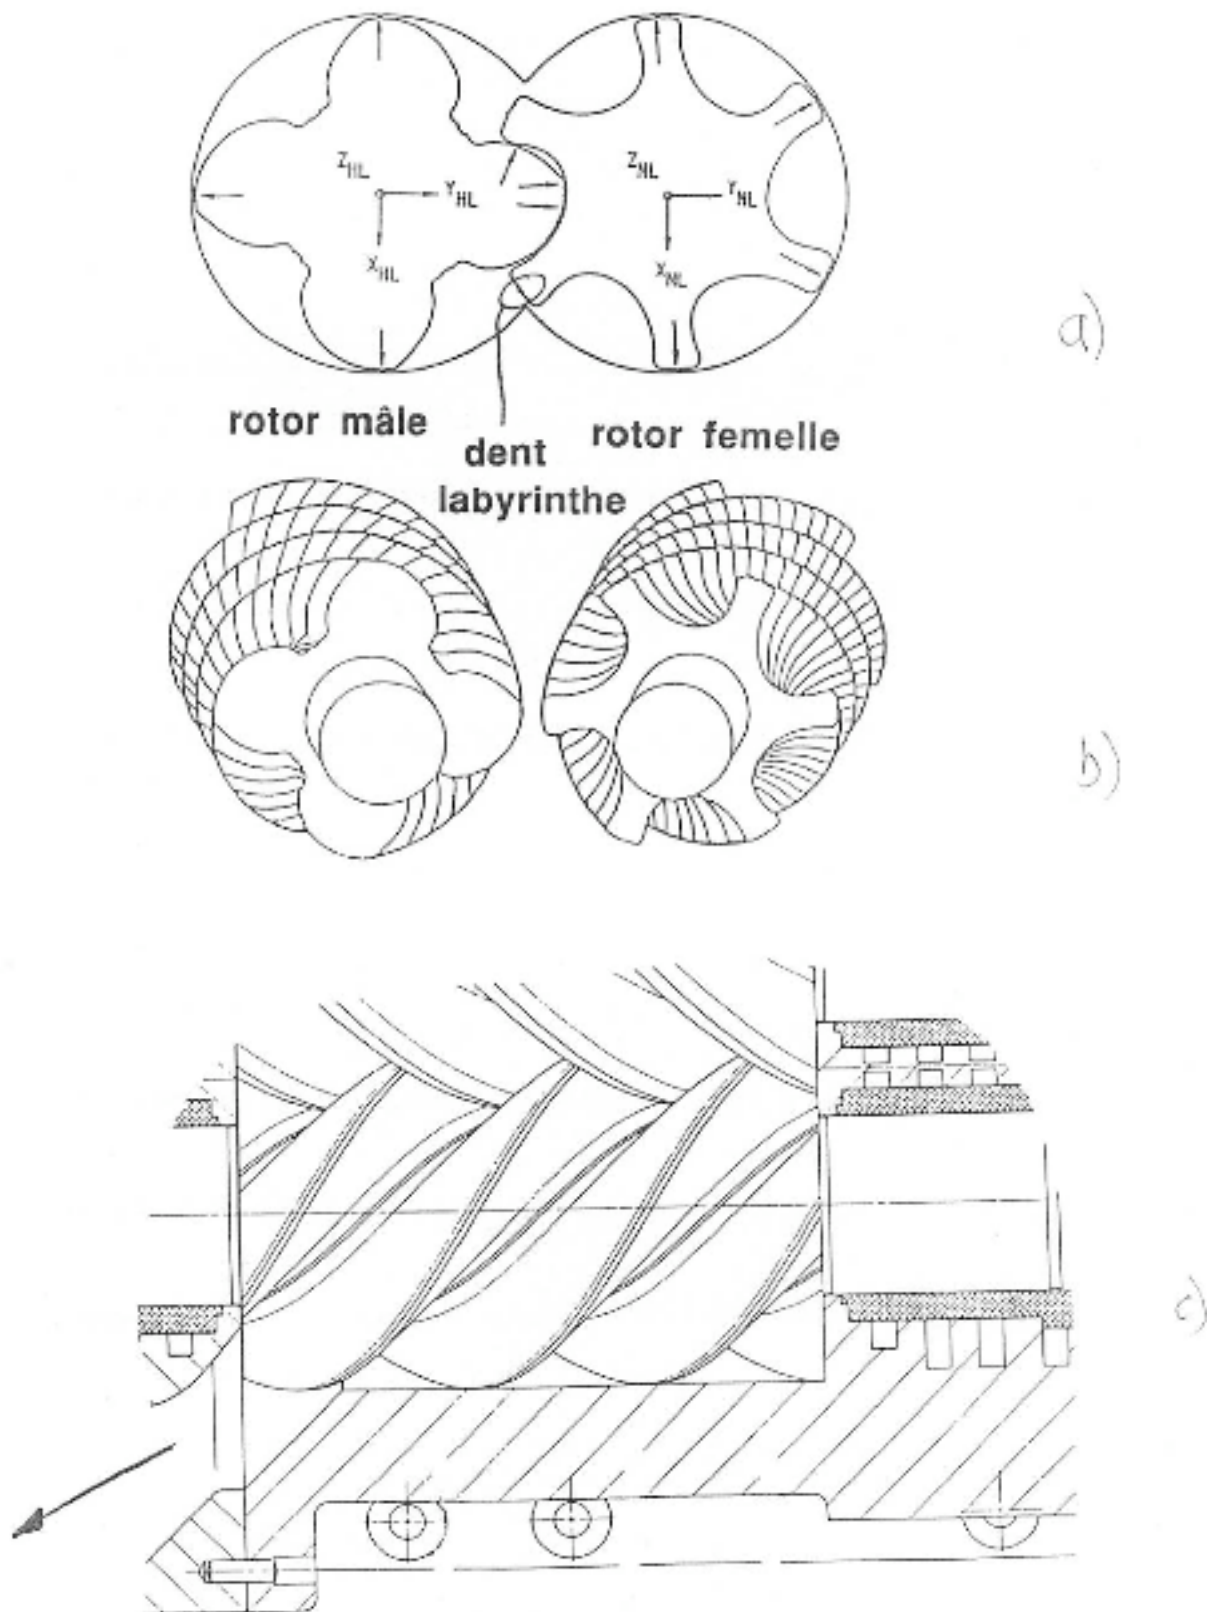 Z_HL Y_HL
X_HL
Z_NL Y_NL
X_NL
a)
rotor mâle
rotor femelle
dent
labyrinthe
b)
c)